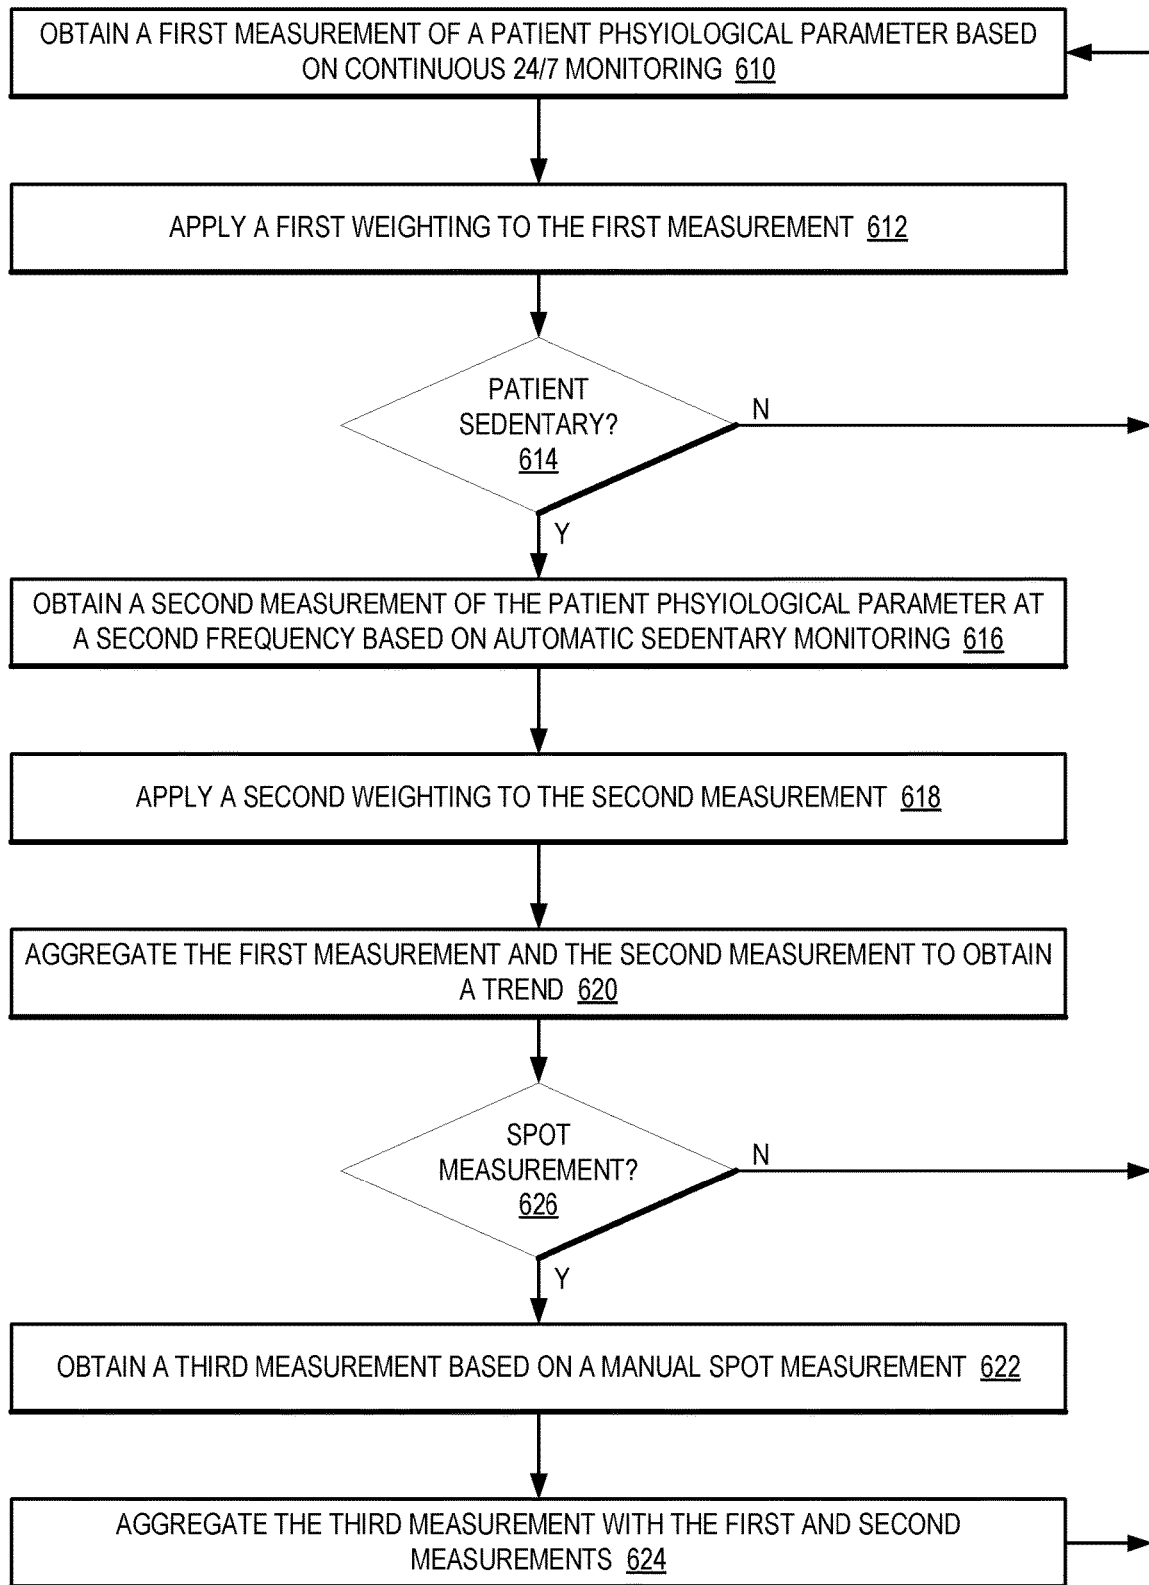 OBTAIN A FIRST MEASUREMENT OF A PATIENT PHSYIOLOGICAL PARAMETER BASED
ON CONTINUOUS 24/7 MONITORING 610
APPLY A FIRST WEIGHTING TO THE FIRST MEASUREMENT 612
PATIENT
SEDENTARY?
614
N
Y
OBTAIN A SECOND MEASUREMENT OF THE PATIENT PHSYIOLOGICAL PARAMETER AT
A SECOND FREQUENCY BASED ON AUTOMATIC SEDENTARY MONITORING 616
APPLY A SECOND WEIGHTING TO THE SECOND MEASUREMENT 618
AGGREGATE THE FIRST MEASUREMENT AND THE SECOND MEASUREMENT TO OBTAIN
A TREND 620
SPOT
MEASUREMENT?
626
N
Y
OBTAIN A THIRD MEASUREMENT BASED ON A MANUAL SPOT MEASUREMENT 622
AGGREGATE THE THIRD MEASUREMENT WITH THE FIRST AND SECOND
MEASUREMENTS 624